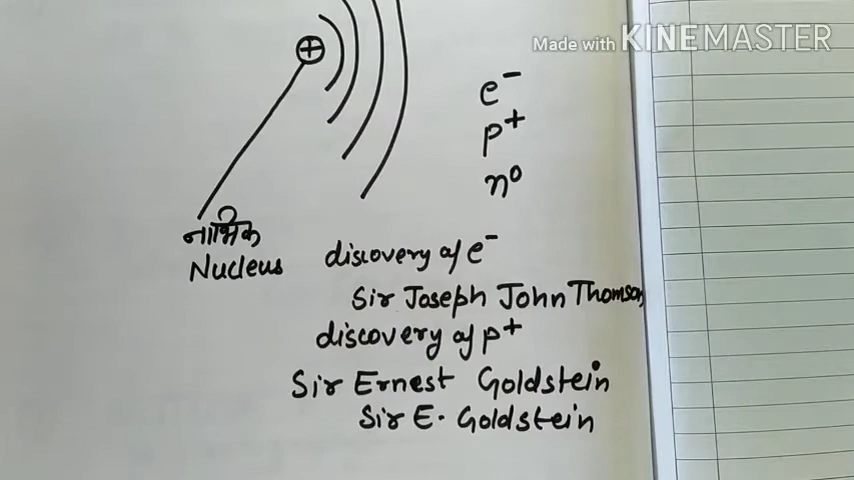 Made with KINEMASTER
e⁻
p⁺
n⁰
नाभिक
Nucleus
discovery of e⁻
Sir Joseph John Thomson
discovery of p⁺
Sir Ernest Goldstein
Sir E. Goldstein